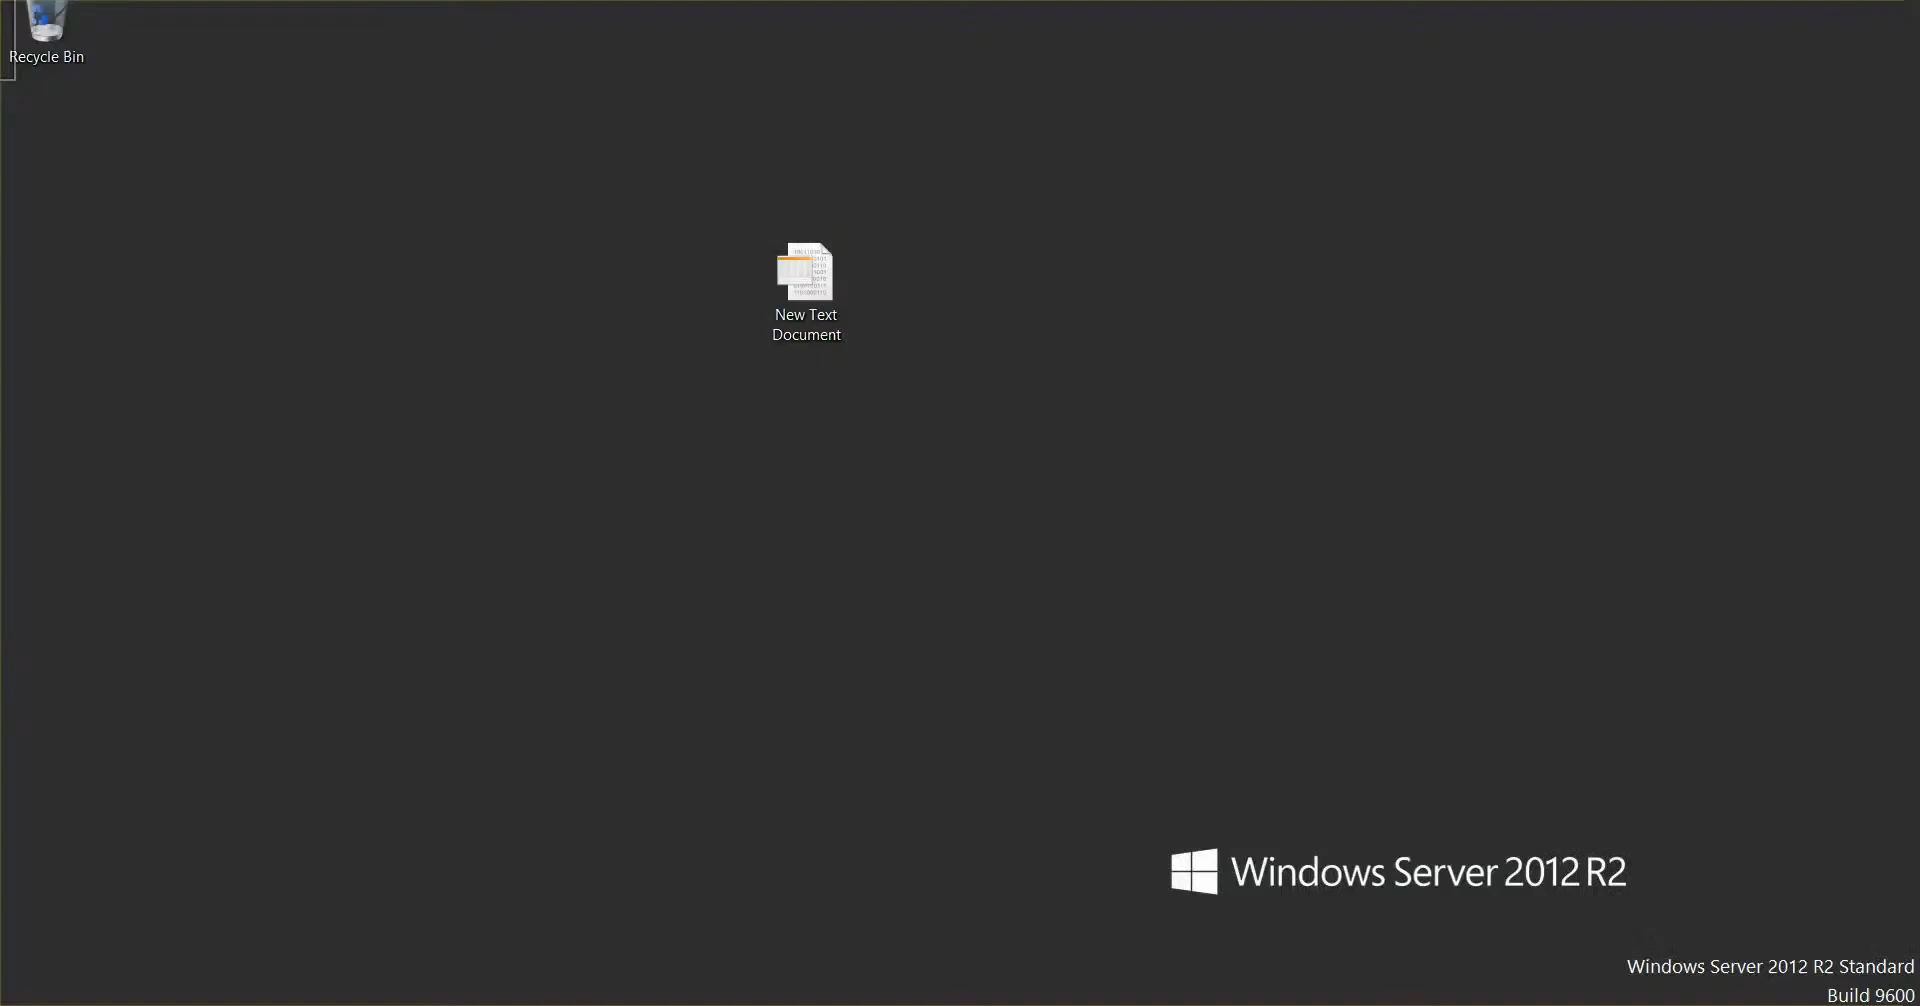 Recycle Bin
New Text
Document
Windows Server 2012 R2
Windows Server 2012 R2 Standard
Build 9600